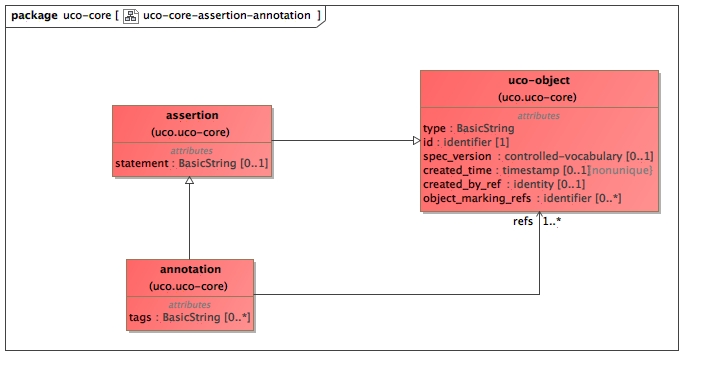 package uco-core [ uco-core-assertion-annotation ]
assertion
(uco.uco-core)
attributes
statement : BasicString [0..1]
uco-object
(uco.uco-core)
attributes
type : BasicString
id : identifier [1]
spec_version : controlled-vocabulary [0..1]
created_time : timestamp [0..1]{nonunique}
created_by_ref : identity [0..1]
object_marking_refs : identifier [0..*]
refs 1..*
annotation
(uco.uco-core)
attributes
tags : BasicString [0..*]